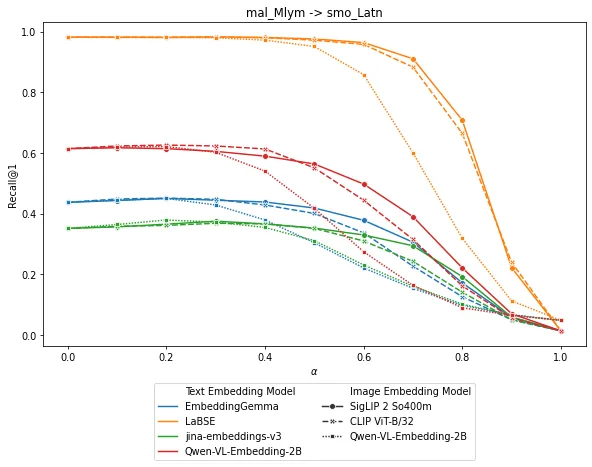 mal_Mlym -> smo_Latn
1.0
0.8
0.6
0.4
0.2
0.0
Recall@1
0.0 0.2 0.4 0.6 0.8 1.0
α
Text Embedding Model
EmbeddingGemma
LaBSE
jina-embeddings-v3
Qwen-VL-Embedding-2B
Image Embedding Model
SigLIP 2 So400m
CLIP ViT-B/32
Qwen-VL-Embedding-2B